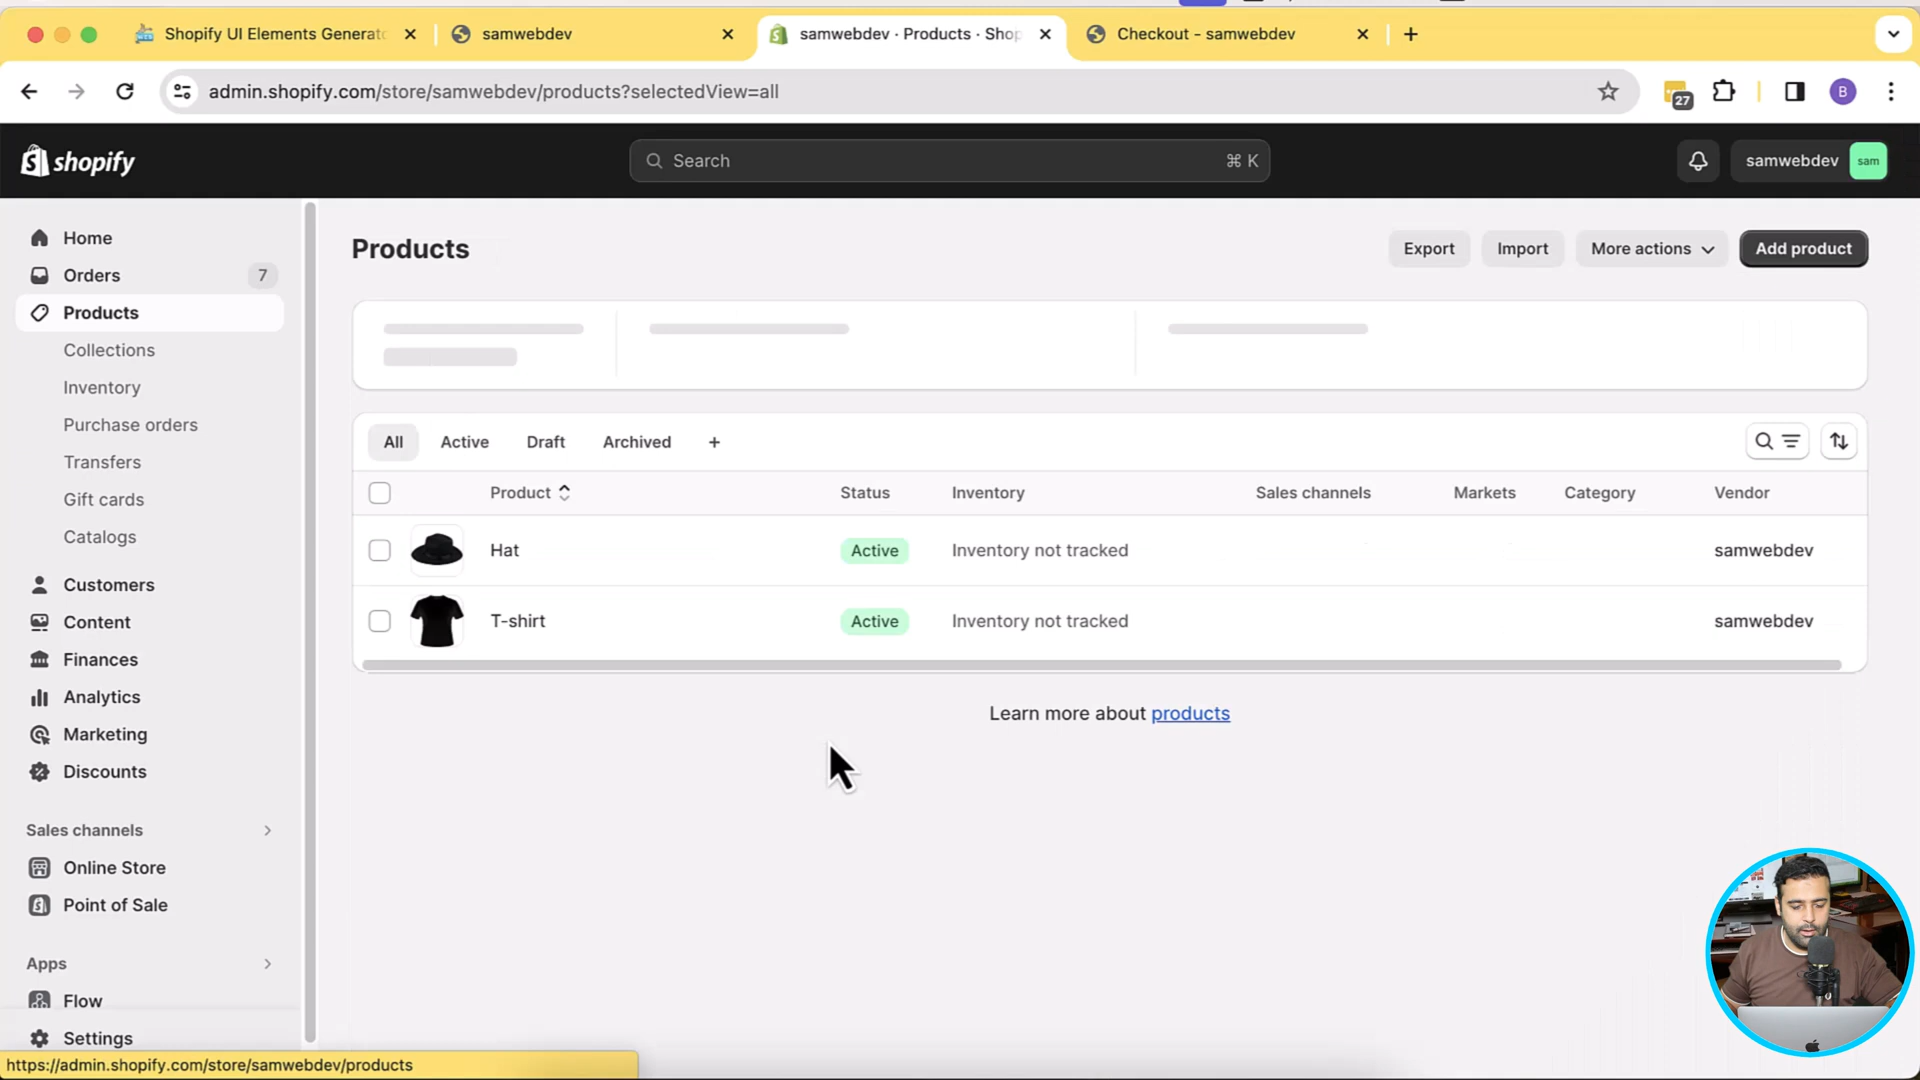 Shopify UI Elements Generato
samwebdev
samwebdev · Products · Shop
Checkout - samwebdev
admin.shopify.com/store/samwebdev/products?selectedView=all
27
B
shopify
Search
⌘ K
samwebdev
sam
Home
Orders
7
Products
Collections
Inventory
Purchase orders
Transfers
Gift cards
Catalogs
Customers
Content
Finances
Analytics
Marketing
Discounts
Sales channels
Online Store
Point of Sale
Apps
Flow
Settings
Products
Export
Import
More actions
Add product
All
Active
Draft
Archived
+
Product
Status
Inventory
Sales channels
Markets
Category
Vendor
Hat
Active
Inventory not tracked
samwebdev
T-shirt
Active
Inventory not tracked
samwebdev
Learn more about products
https://admin.shopify.com/store/samwebdev/products